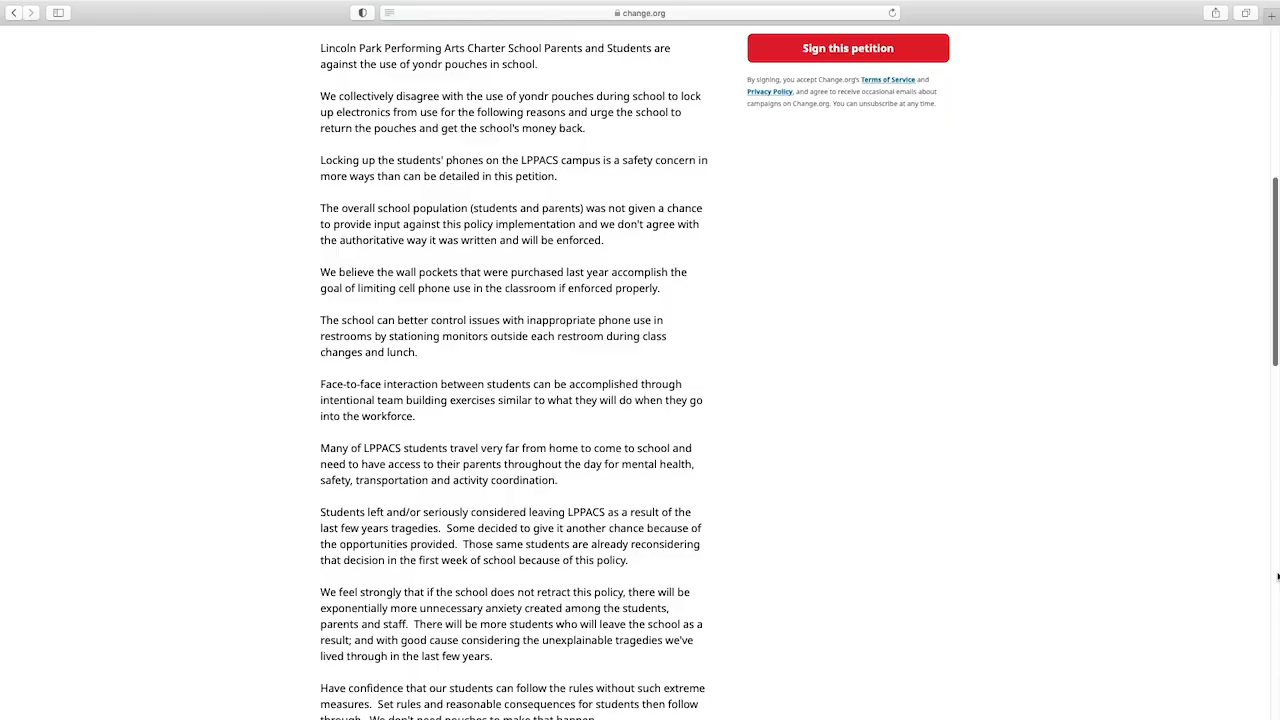 change.org
Lincoln Park Performing Arts Charter School Parents and Students are
against the use of yondr pouches in school.
We collectively disagree with the use of yondr pouches during school to lock
up electronics from use for the following reasons and urge the school to
return the pouches and get the school's money back.
Locking up the students' phones on the LPPACS campus is a safety concern in
more ways than can be detailed in this petition.
The overall school population (students and parents) was not given a chance
to provide input against this policy implementation and we don't agree with
the authoritative way it was written and will be enforced.
We believe the wall pockets that were purchased last year accomplish the
goal of limiting cell phone use in the classroom if enforced properly.
The school can better control issues with inappropriate phone use in
restrooms by stationing monitors outside each restroom during class
changes and lunch.
Face-to-face interaction between students can be accomplished through
intentional team building exercises similar to what they will do when they go
into the workforce.
Many of LPPACS students travel very far from home to come to school and
need to have access to their parents throughout the day for mental health,
safety, transportation and activity coordination.
Students left and/or seriously considered leaving LPPACS as a result of the
last few years tragedies.  Some decided to give it another chance because of
the opportunities provided.  Those same students are already reconsidering
that decision in the first week of school because of this policy.
We feel strongly that if the school does not retract this policy, there will be
exponentially more unnecessary anxiety created among the students,
parents and staff.  There will be more students who will leave the school as a
result; and with good cause considering the unexplainable tragedies we've
lived through in the last few years.
Have confidence that our students can follow the rules without such extreme
measures.  Set rules and reasonable consequences for students then follow
through.  We don't need pouches to make that happen.
Sign this petition
By signing, you accept Change.org's Terms of Service and
Privacy Policy, and agree to receive occasional emails about
campaigns on Change.org. You can unsubscribe at any time.